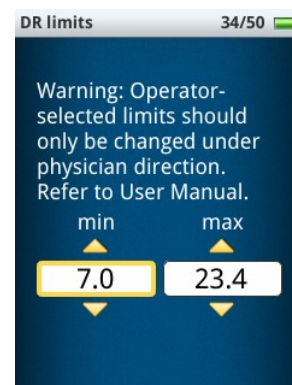 DR limits 34/50
Warning: Operator-
selected limits should
only be changed under
physician direction.
Refer to User Manual.
min max
7.0 23.4